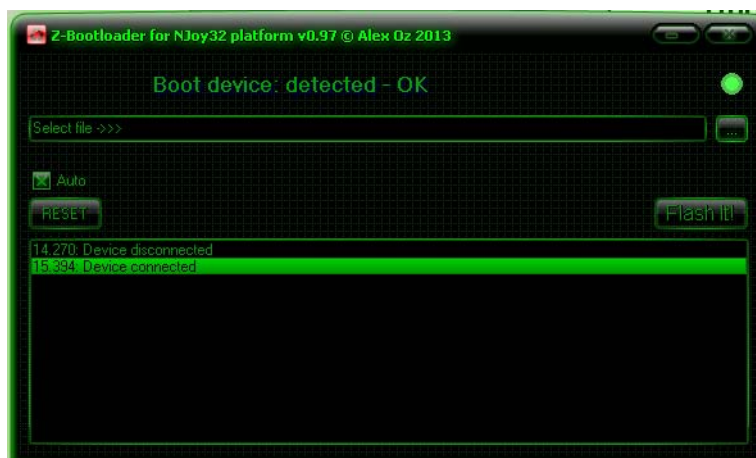 Z-Bootloader for NJoy32 platform v0.97 © Alex Oz 2013
Boot device: detected - OK
Select file ->>>
...
Auto
RESET
Flash It!
14.270: Device disconnected
15.394: Device connected